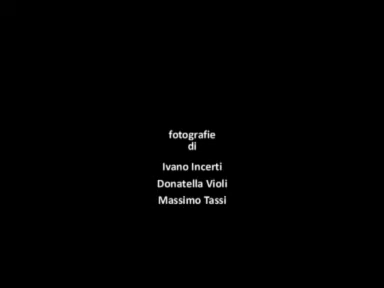 fotografie
di
Ivano Incerti
Donatella Violi
Massimo Tassi